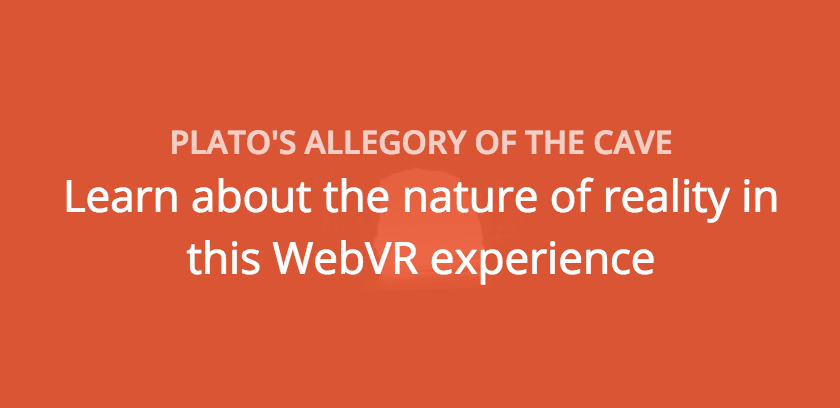 PLATO'S ALLEGORY OF THE CAVE
Learn about the nature of reality in
this WebVR experience